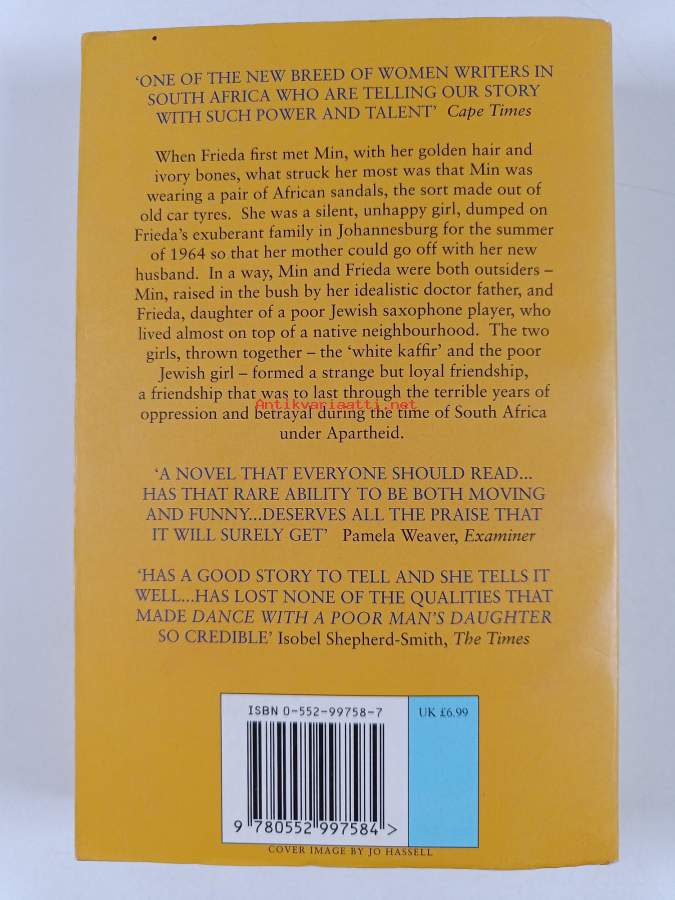 ‘ONE OF THE NEW BREED OF WOMEN WRITERS IN
SOUTH AFRICA WHO ARE TELLING OUR STORY
WITH SUCH POWER AND TALENT’ Cape Times
When Frieda first met Min, with her golden hair and
ivory bones, what struck her most was that Min was
wearing a pair of African sandals, the sort made out of
old car tyres. She was a silent, unhappy girl, dumped on
Frieda’s exuberant family in Johannesburg for the summer
of 1964 so that her mother could go off with her new
husband. In a way, Min and Frieda were both outsiders –
Min, raised in the bush by her idealistic doctor father, and
Frieda, daughter of a poor Jewish saxophone player, who
lived almost on top of a native neighbourhood. The two
girls, thrown together – the ‘white kaffir’ and the poor
Jewish girl – formed a strange but loyal friendship,
a friendship that was to last through the terrible years of
oppression and betrayal during the time of South Africa
under Apartheid.
Antikvariaatti.net
‘A NOVEL THAT EVERYONE SHOULD READ...
HAS THAT RARE ABILITY TO BE BOTH MOVING
AND FUNNY...DESERVES ALL THE PRAISE THAT
IT WILL SURELY GET’ Pamela Weaver, Examiner
‘HAS A GOOD STORY TO TELL AND SHE TELLS IT
WELL...HAS LOST NONE OF THE QUALITIES THAT
MADE DANCE WITH A POOR MAN’S DAUGHTER
SO CREDIBLE’ Isobel Shepherd-Smith, The Times
ISBN 0-552-99758-7
UK £6.99
9 780552 997584 >
COVER IMAGE BY JO HASSELL